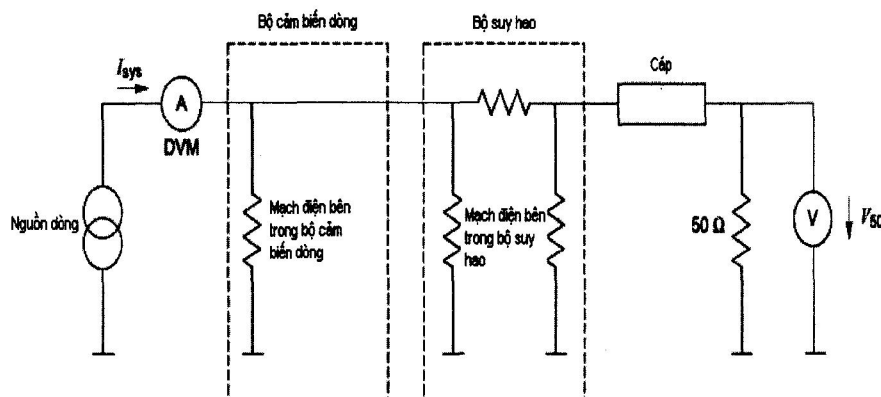 Bộ cảm biến dòng
Bộ suy hao
I sys
A
DVM
Cáp
Nguồn dòng
Mạch điện bên
trong bộ cảm
biến dòng
Mạch điện bên
trong bộ suy
hao
50 Ω
V
V50